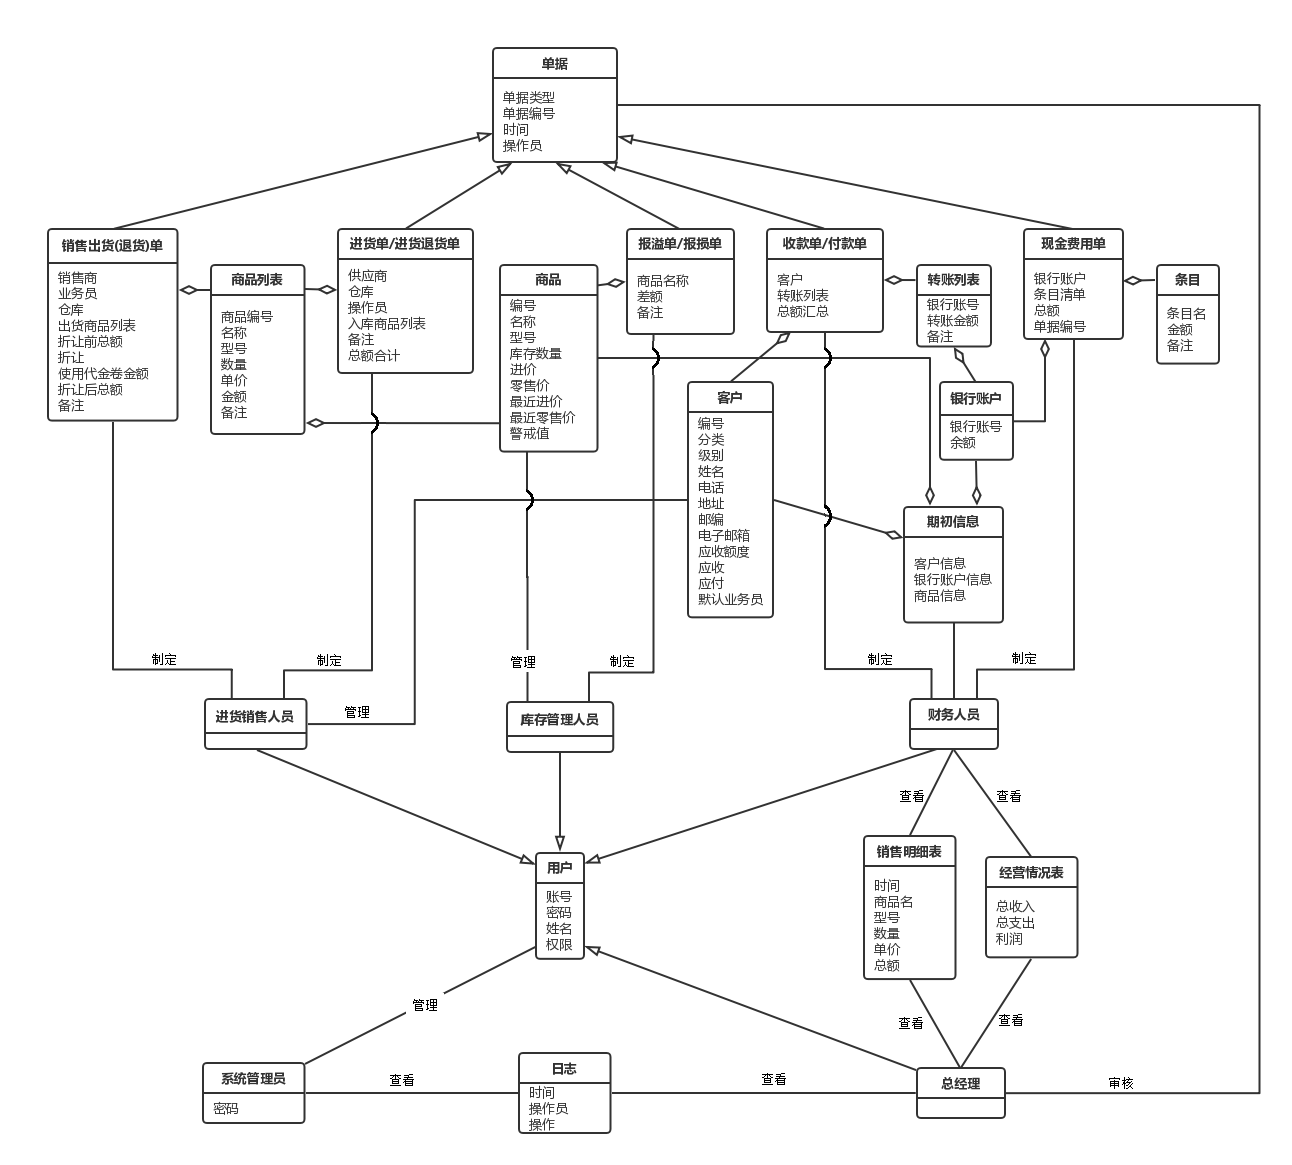 单据
单据类型
单据编号
时间
操作员
销售出货(退货)单
销售商
业务员
仓库
出货商品列表
折让前总额
折让
使用代金卷金额
折让后总额
备注
商品列表
商品编号
名称
型号
数量
单价
金额
备注
进货单/进货退货单
供应商
仓库
操作员
入库商品列表
备注
总额合计
商品
编号
名称
型号
库存数量
进价
零售价
最近进价
最近零售价
警戒值
报溢单/报损单
商品名称
差额
备注
收款单/付款单
客户
转账列表
总额汇总
转账列表
银行账号
转账金额
备注
现金费用单
银行账户
条目清单
总额
单据编号
条目
条目名
金额
备注
客户
编号
分类
级别
姓名
电话
地址
邮编
电子邮箱
应收额度
应收
应付
默认业务员
银行账户
银行账号
余额
期初信息
客户信息
银行账户信息
商品信息
制定
制定
管理
制定
制定
制定
进货销售人员
管理
库存管理人员
财务人员
查看
查看
用户
账号
密码
姓名
权限
销售明细表
时间
商品名
型号
数量
单价
总额
经营情况表
总收入
总支出
利润
管理
查看
查看
系统管理员
密码
查看
日志
时间
操作员
操作
查看
总经理
审核